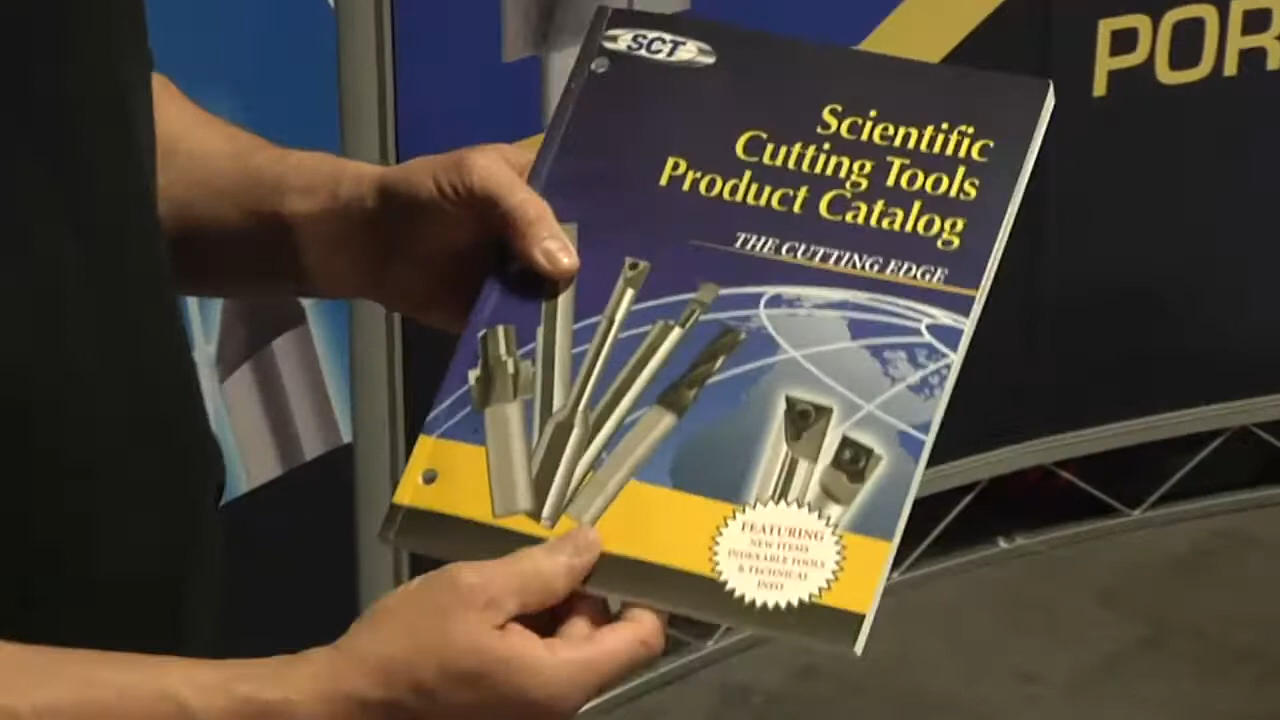 SCT
Scientific
Cutting Tools
Product Catalog
THE CUTTING EDGE
FEATURING
NEW ITEMS
INDEXABLE TOOLS
& TECHNICAL
INFO
POR